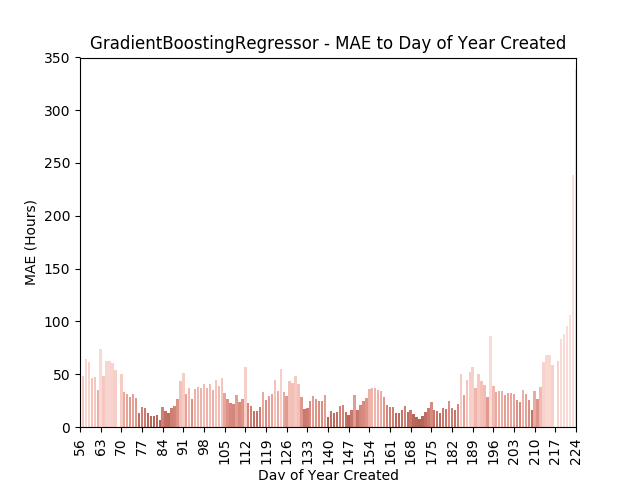 GradientBoostingRegressor - MAE to Day of Year Created
350
300
250
200
150
100
50
0
MAE (Hours)
56 63 70 77 84 91 98 105 112 119 126 133 140 147 154 161 168 175 182 189 196 203 210 217 224
Day of Year Created